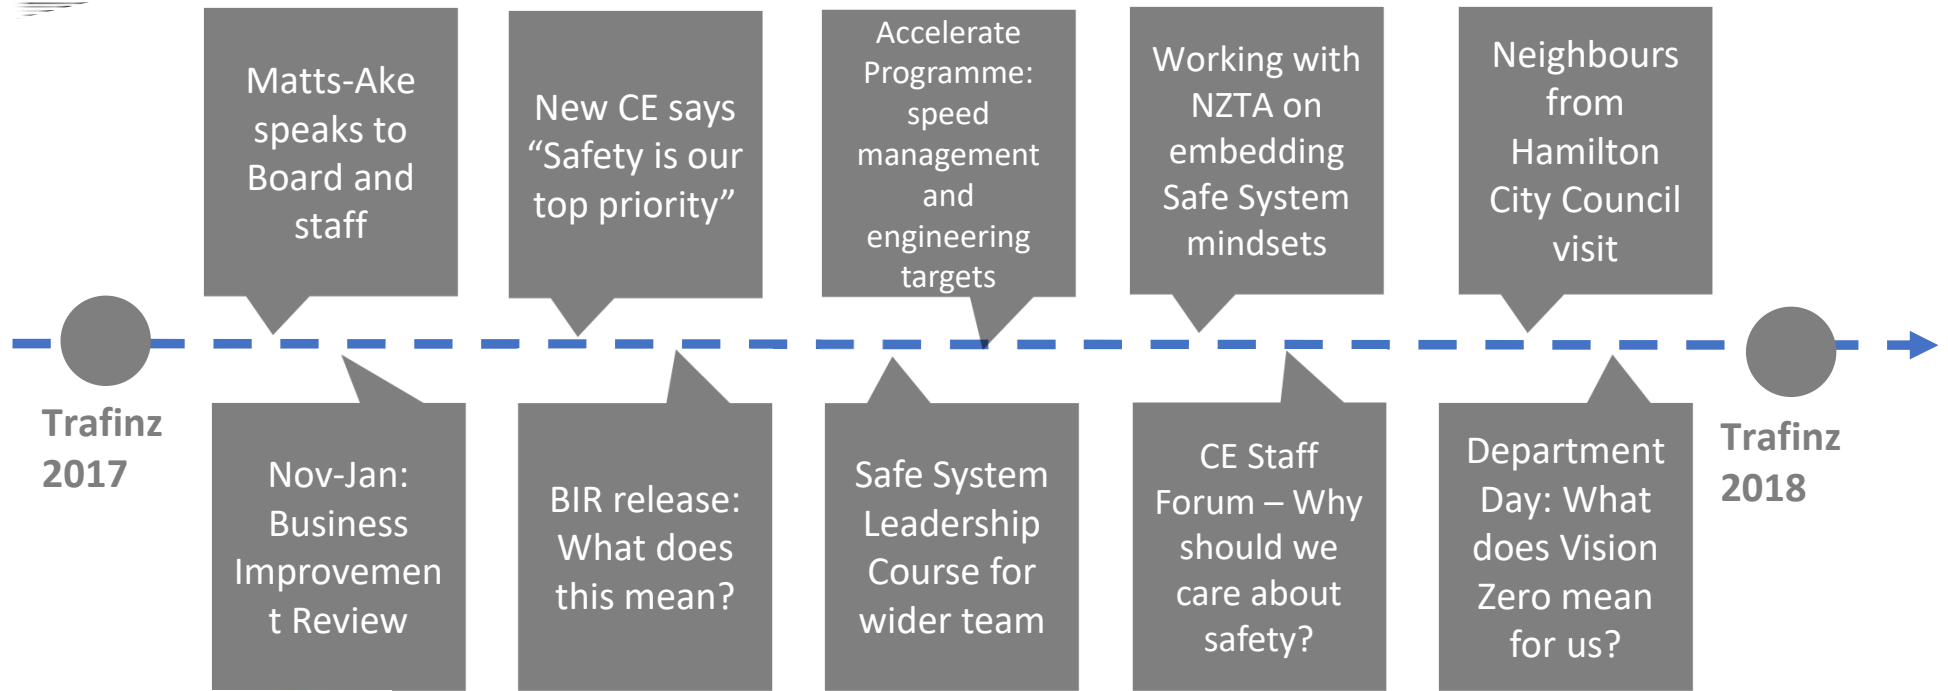 Matts-Ake
speaks to
Board and
staff
New CE says
“Safety is our
top priority”
Accelerate
Programme:
speed
management
and
engineering
targets
Working with
NZTA on
embedding
Safe System
mindsets
Neighbours
from
Hamilton
City Council
visit
Trafinz
2017
Nov-Jan:
Business
Improvemen
t Review
BIR release:
What does
this mean?
Safe System
Leadership
Course for
wider team
CE Staff
Forum – Why
should we
care about
safety?
Department
Day: What
does Vision
Zero mean
for us?
Trafinz
2018